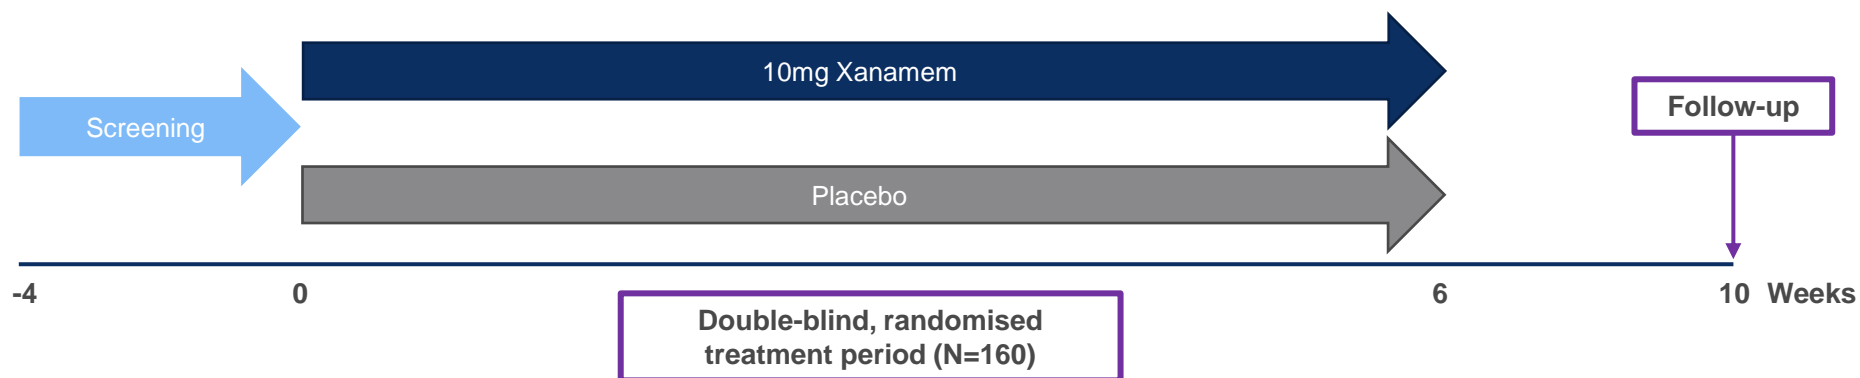 10mg Xanamem
Screening
Follow-up
Placebo
-4 0 6 10 Weeks
Double-blind, randomised
treatment period (N=160)